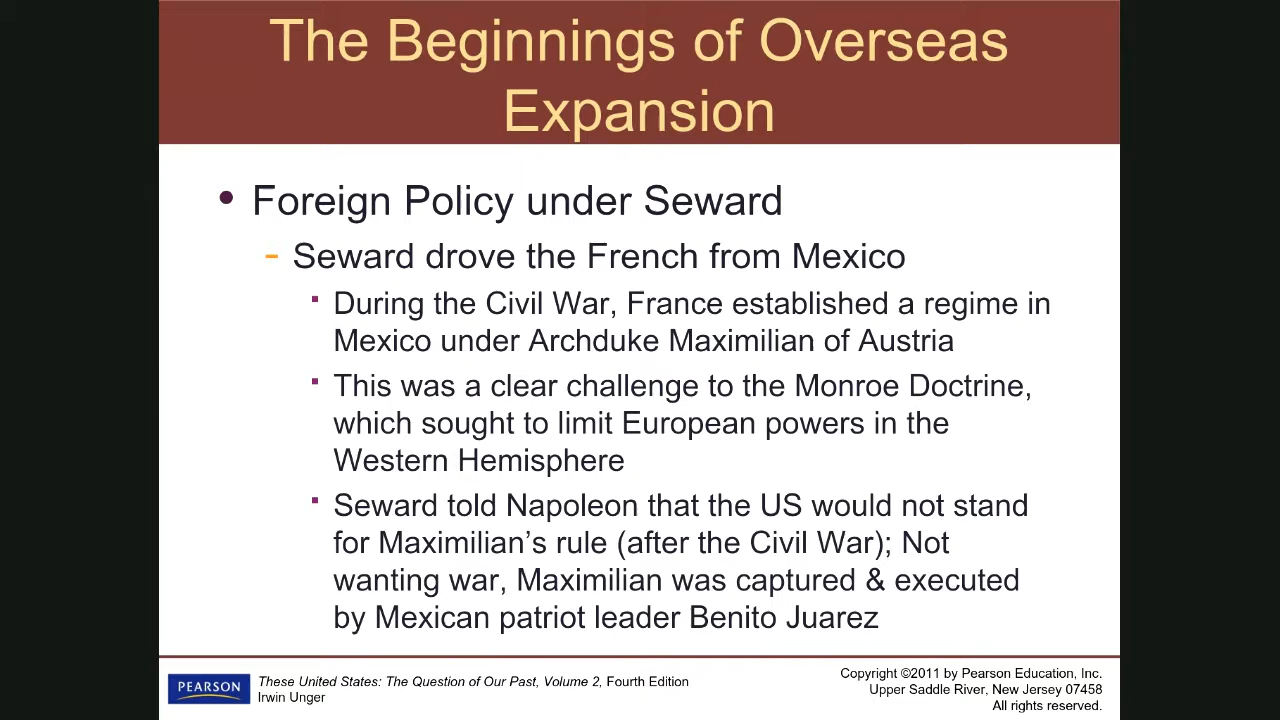 The Beginnings of Overseas
Expansion
• Foreign Policy under Seward
- Seward drove the French from Mexico
▪ During the Civil War, France established a regime in
Mexico under Archduke Maximilian of Austria
▪ This was a clear challenge to the Monroe Doctrine,
which sought to limit European powers in the
Western Hemisphere
▪ Seward told Napoleon that the US would not stand
for Maximilian’s rule (after the Civil War); Not
wanting war, Maximilian was captured & executed
by Mexican patriot leader Benito Juarez
PEARSON
These United States: The Question of Our Past, Volume 2, Fourth Edition
Irwin Unger
Copyright ©2011 by Pearson Education, Inc.
Upper Saddle River, New Jersey 07458
All rights reserved.